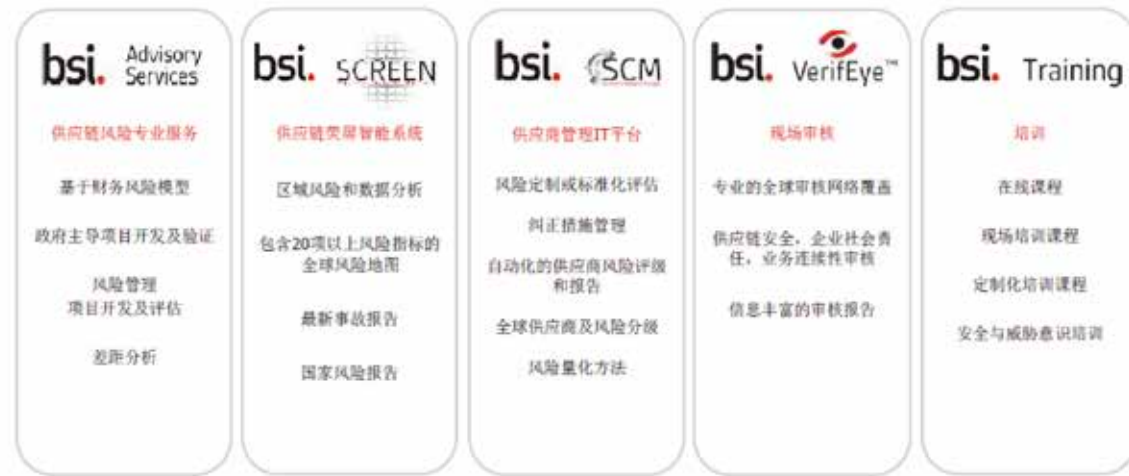 bsi. Advisory Services
供应链风险专业服务
基于财务风险模型
政府主导项目开发及验证
风险管理
项目开发及评估
差距分析
bsi. SCREEN
供应链荧屏智能系统
区域风险和数据分析
包含20项以上风险指标的
全球风险地图
最新事故报告
国家风险报告
bsi. SCM
供应商管理IT平台
风险定制或标准化评估
纠正措施管理
自动化的供应商风险评级
和报告
全球供应商及风险分级
风险量化方法
bsi. VerifEye™
现场审核
专业的全球审核网络覆盖
供应链安全，企业社会责
任，业务连续性审核
信息丰富的审核报告
bsi. Training
培训
在线课程
现场培训课程
定制化培训课程
安全与威胁意识培训